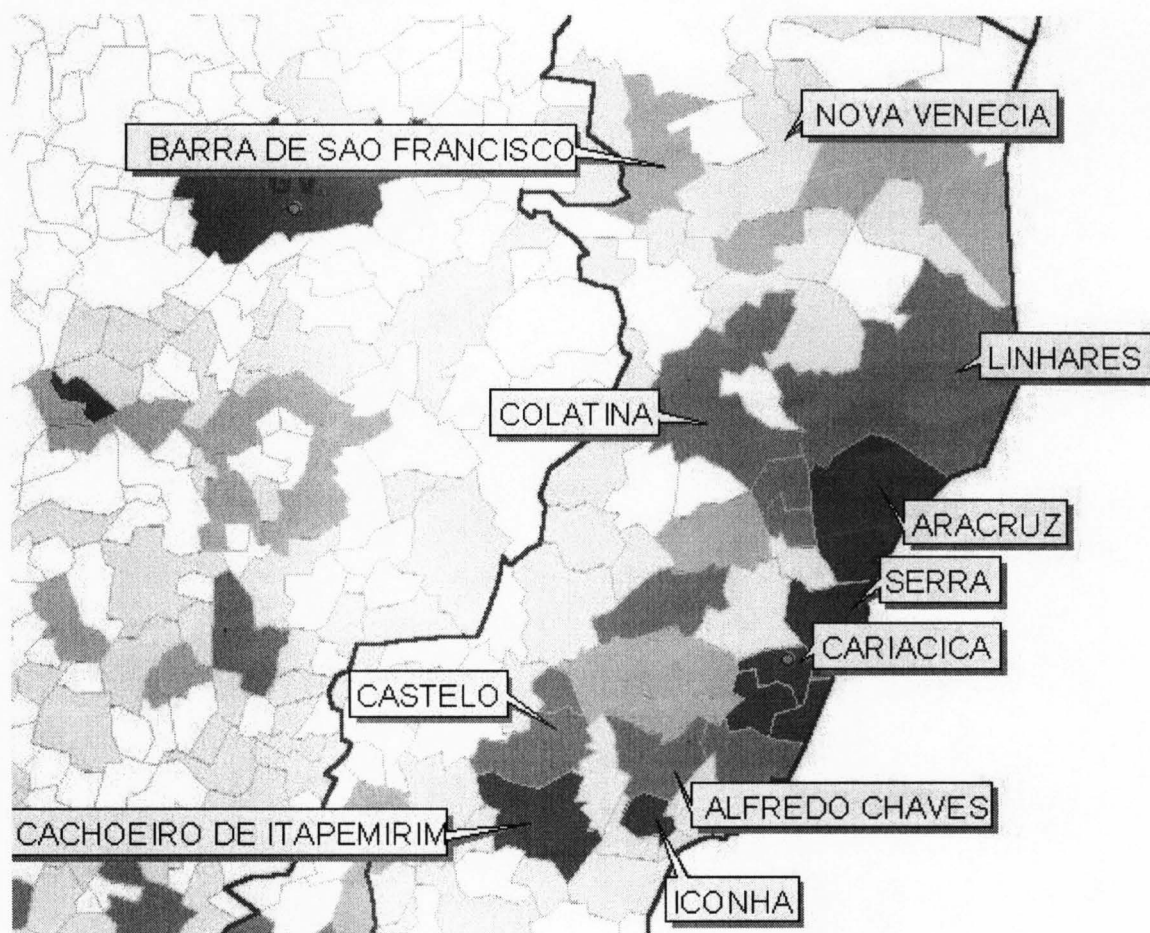 NOVA VENECIA
BARRA DE SAO FRANCISCO
LINHARES
COLATINA
ARACRUZ
SERRA
CARIACICA
CASTELO
ALFREDO CHAVES
CACHOEIRO DE ITAPEMIRIM
ICONHA